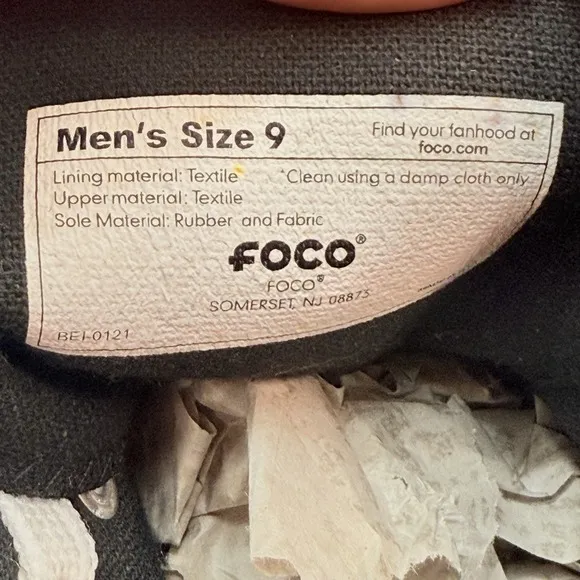 Men's Size 9
Find your fanhood at
foco.com
Lining material: Textile
*Clean using a damp cloth only
Upper material: Textile
Sole Material: Rubber and Fabric
FOCO®
FOCO®
SOMERSET, NJ 08873
BEI-0121